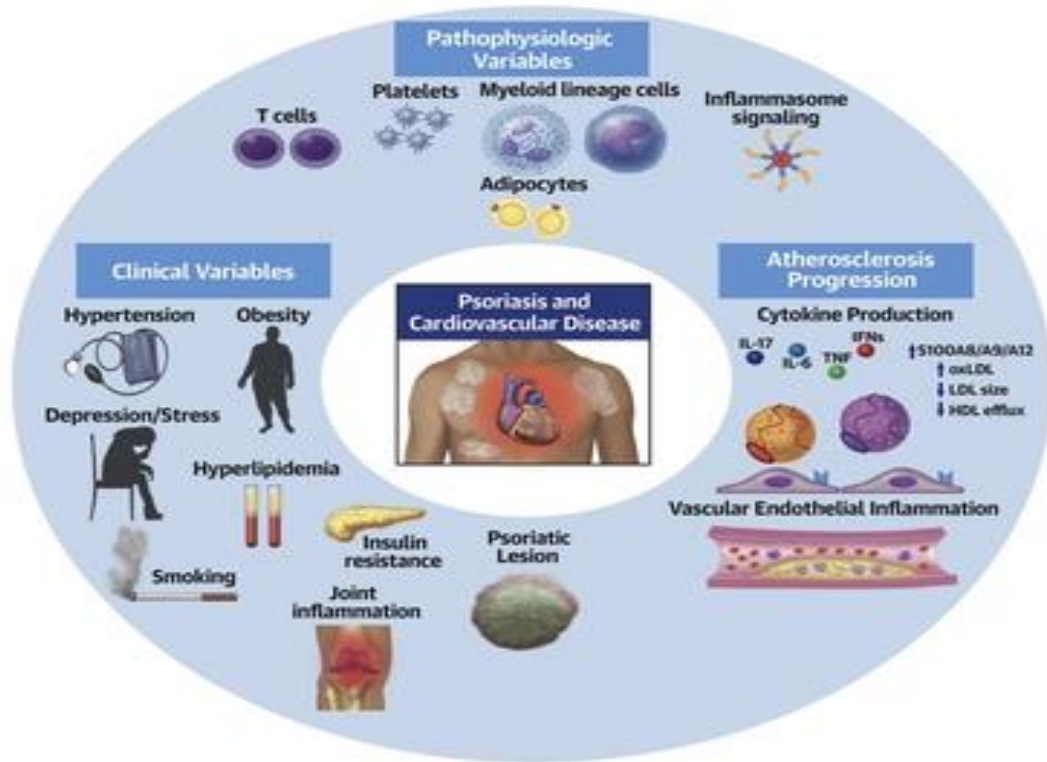 Pathophysiologic
Variables
Platelets
Myeloid lineage cells
T cells
Inflammasome
signaling
Adipocytes
Clinical Variables
Hypertension
Obesity
Depression/Stress
Hyperlipidemia
Insulin
resistance
Smoking
Joint
inflammation
Psoriatic
Lesion
Psoriasis and
Cardiovascular Disease
Atherosclerosis
Progression
Cytokine Production
IL-17
IL-6
TNF
IFNs
↑S100A8/A9/A12
↑ oxLDL
↓ LDL size
↓ HDL efflux
Vascular Endothelial Inflammation